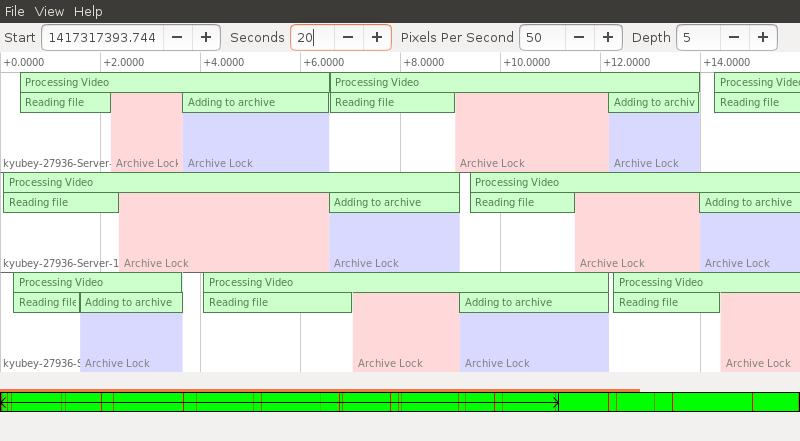 File View Help
Start 1417317393.744 − + Seconds 20 − + Pixels Per Second 50 − + Depth 5 − +
+0.0000 +2.0000 +4.0000 +6.0000 +8.0000 +10.0000 +12.0000 +14.0000
Processing Video Processing Video Processing Video
Reading file Adding to archive Reading file Adding to archiv Reading file
kyubey-27936-Server- Archive Lock Archive Lock Archive Lock Archive Lock
Processing Video Processing Video
Reading file Adding to archive Reading file Adding to archive
kyubey-27936-Server-1 Archive Lock Archive Lock Archive Lock Archive Lock
Processing Video Processing Video Processing Video
Reading file Adding to archive Reading file Adding to archive Reading file
kyubey-27936-S Archive Lock Archive Lock Archive Lock Archive Lock